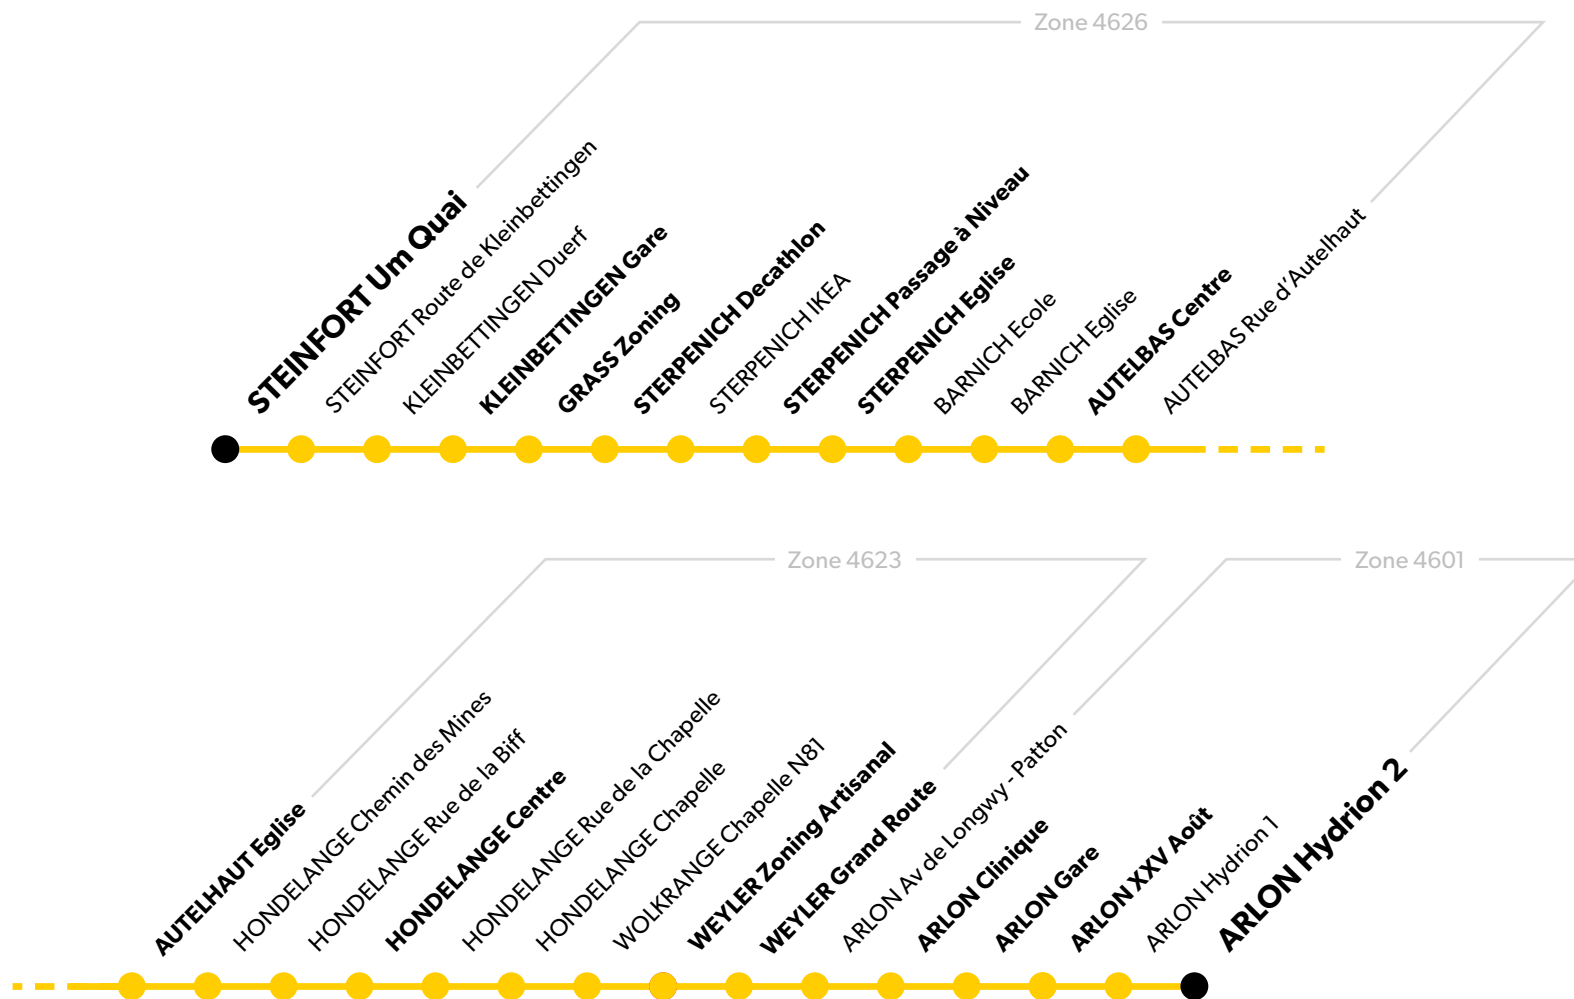 Zone 4626
STEINFORT Um Quai
STEINFORT Route de Kleinbettingen
KLEINBETTINGEN Duerf
KLEINBETTINGEN Gare
GRASS Zoning
STERPENICH Decathlon
STERPENICH IKEA
STERPENICH Passage à Niveau
STERPENICH Eglise
BARNICH Ecole
BARNICH Eglise
AUTELBAS Centre
AUTELBAS Rue d'Autelhaut
Zone 4623
Zone 4601
AUTELHAUT Eglise
HONDELANGE Chemin des Mines
HONDELANGE Rue de la Biff
HONDELANGE Centre
HONDELANGE Rue de la Chapelle
HONDELANGE Chapelle
WOLKRANGE Chapelle N81
WEYLER Zoning Artisanal
WEYLER Grand Route
ARLON Av de Longwy - Patton
ARLON Clinique
ARLON Gare
ARLON XXV Août
ARLON Hydrion 1
ARLON Hydrion 2